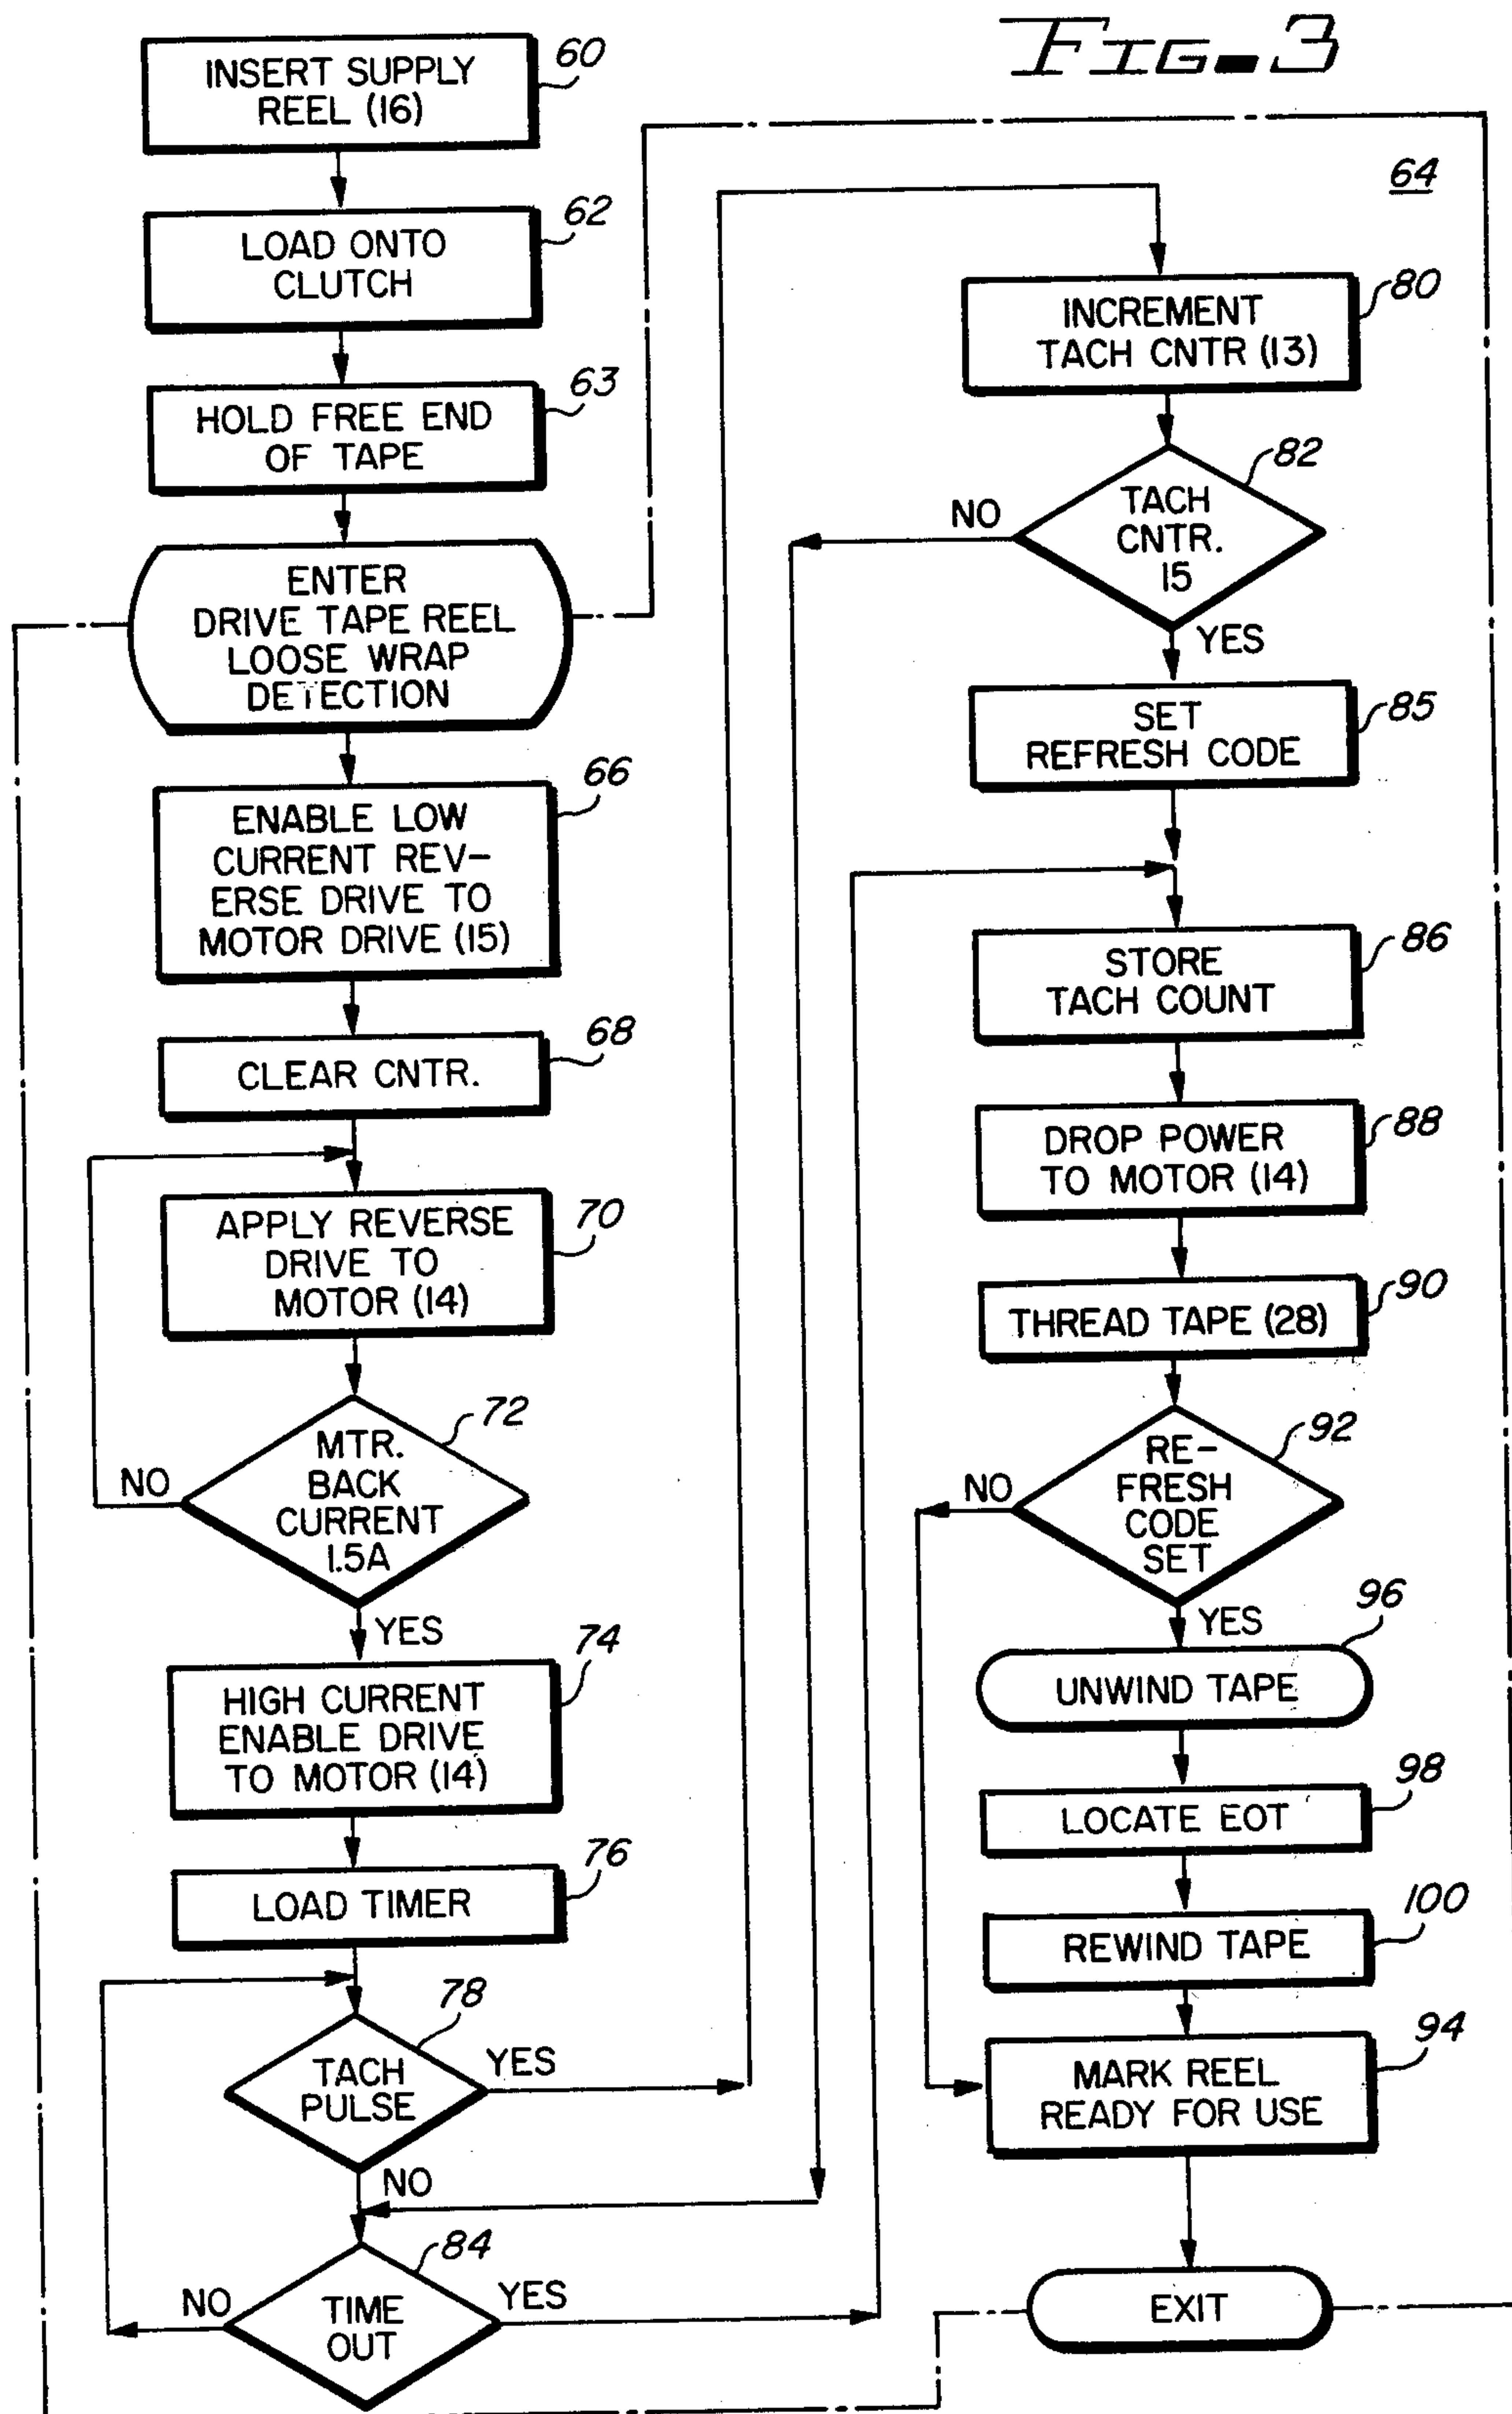 FIG. 3
INSERT SUPPLY
REEL (16)
60
LOAD ONTO
CLUTCH
62
HOLD FREE END
OF TAPE
63
ENTER
DRIVE TAPE REEL
LOOSE WRAP
DETECTION
ENABLE LOW
CURRENT REV-
ERSE DRIVE TO
MOTOR DRIVE (15)
66
CLEAR CNTR.
68
APPLY REVERSE
DRIVE TO
MOTOR (14)
70
MTR.
BACK
CURRENT
1.5A
72
NO
YES
HIGH CURRENT
ENABLE DRIVE
TO MOTOR (14)
74
LOAD TIMER
76
TACH
PULSE
78
YES
NO
TIME
OUT
84
NO
YES
64
INCREMENT
TACH CNTR (13)
80
TACH
CNTR.
15
82
NO
YES
SET
REFRESH CODE
85
STORE
TACH COUNT
86
DROP POWER
TO MOTOR (14)
88
THREAD TAPE (28)
90
RE-
FRESH
CODE
SET
92
NO
YES
UNWIND TAPE
96
LOCATE EOT
98
REWIND TAPE
100
MARK REEL
READY FOR USE
94
EXIT